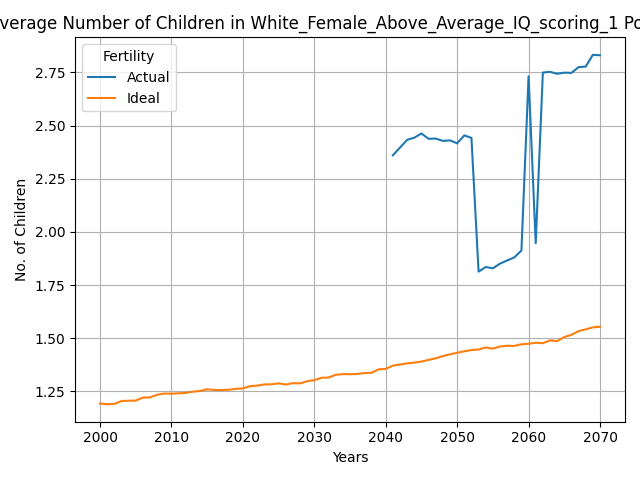 verage Number of Children in White_Female_Above_Average_IQ_scoring_1 Po
Fertility
Actual
Ideal
No. of Children
2.75
2.50
2.25
2.00
1.75
1.50
1.25
2000 2010 2020 2030 2040 2050 2060 2070
Years